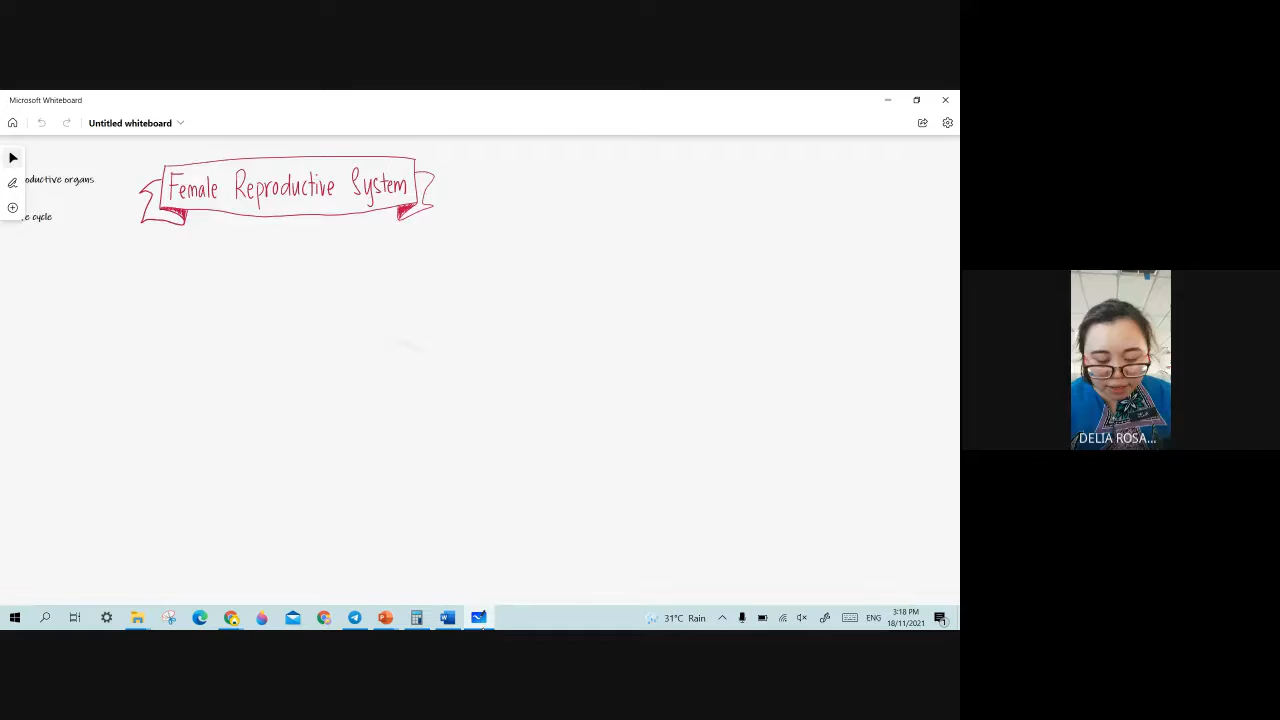 Microsoft Whiteboard
Untitled whiteboard
oductive organs
Female Reproductive System
e cycle
DELIA ROSA...
31°C Rain
ENG
3:18 PM
18/11/2021
1